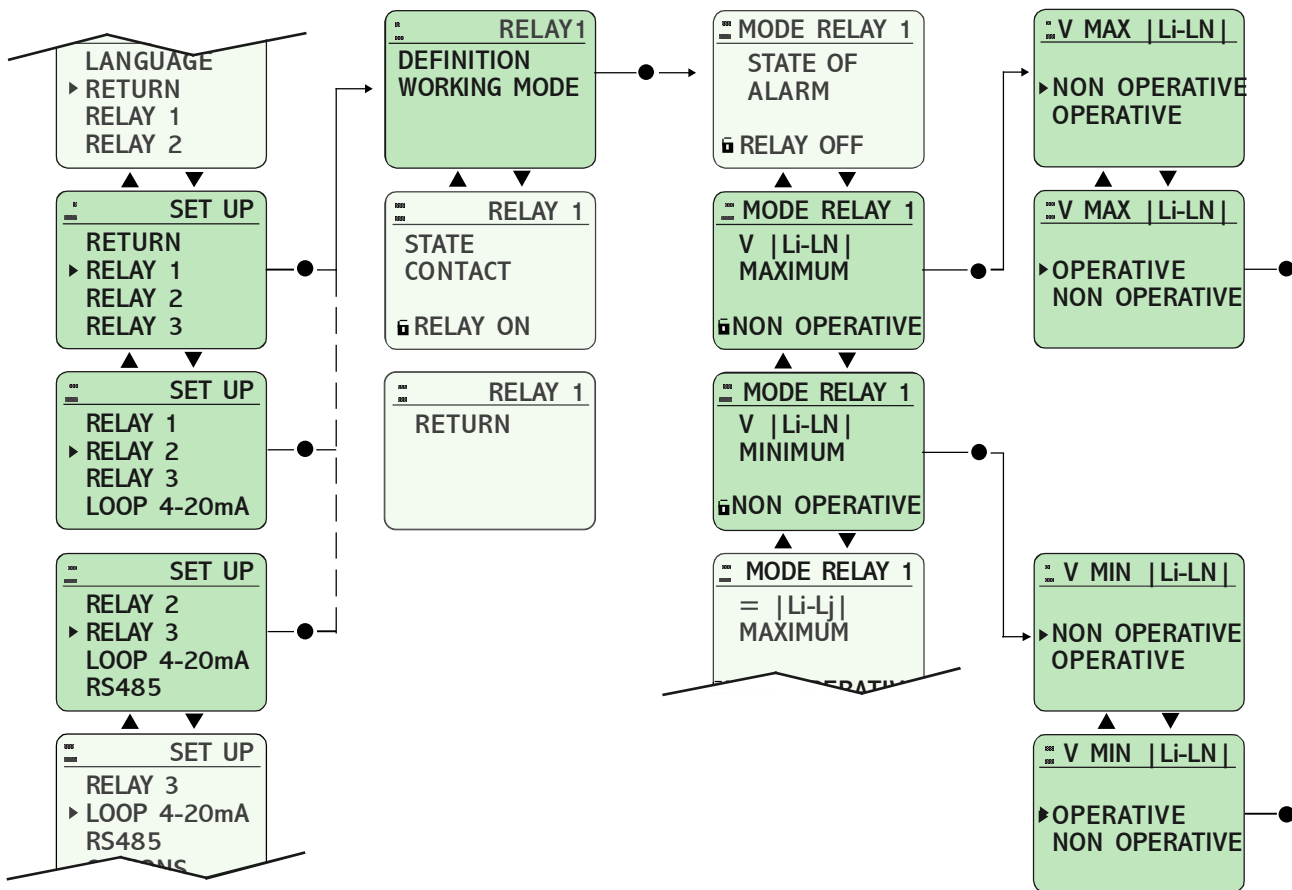 LANGUAGE
RETURN
RELAY 1
RELAY 2
SET UP
RETURN
RELAY 1
RELAY 2
RELAY 3
SET UP
RELAY 1
RELAY 2
RELAY 3
LOOP 4-20mA
SET UP
RELAY 2
RELAY 3
LOOP 4-20mA
RS485
SET UP
RELAY 3
LOOP 4-20mA
RS485
RELAY1
DEFINITION
WORKING MODE
RELAY 1
STATE
CONTACT
RELAY ON
RELAY 1
RETURN
MODE RELAY 1
STATE OF
ALARM
RELAY OFF
MODE RELAY 1
V |Li-LN|
MAXIMUM
NON OPERATIVE
MODE RELAY 1
V |Li-LN|
MINIMUM
NON OPERATIVE
MODE RELAY 1
= |Li-Lj|
MAXIMUM
V MAX |Li-LN|
NON OPERATIVE
OPERATIVE
V MAX |Li-LN|
OPERATIVE
NON OPERATIVE
V MIN |Li-LN|
NON OPERATIVE
OPERATIVE
V MIN |Li-LN|
OPERATIVE
NON OPERATIVE